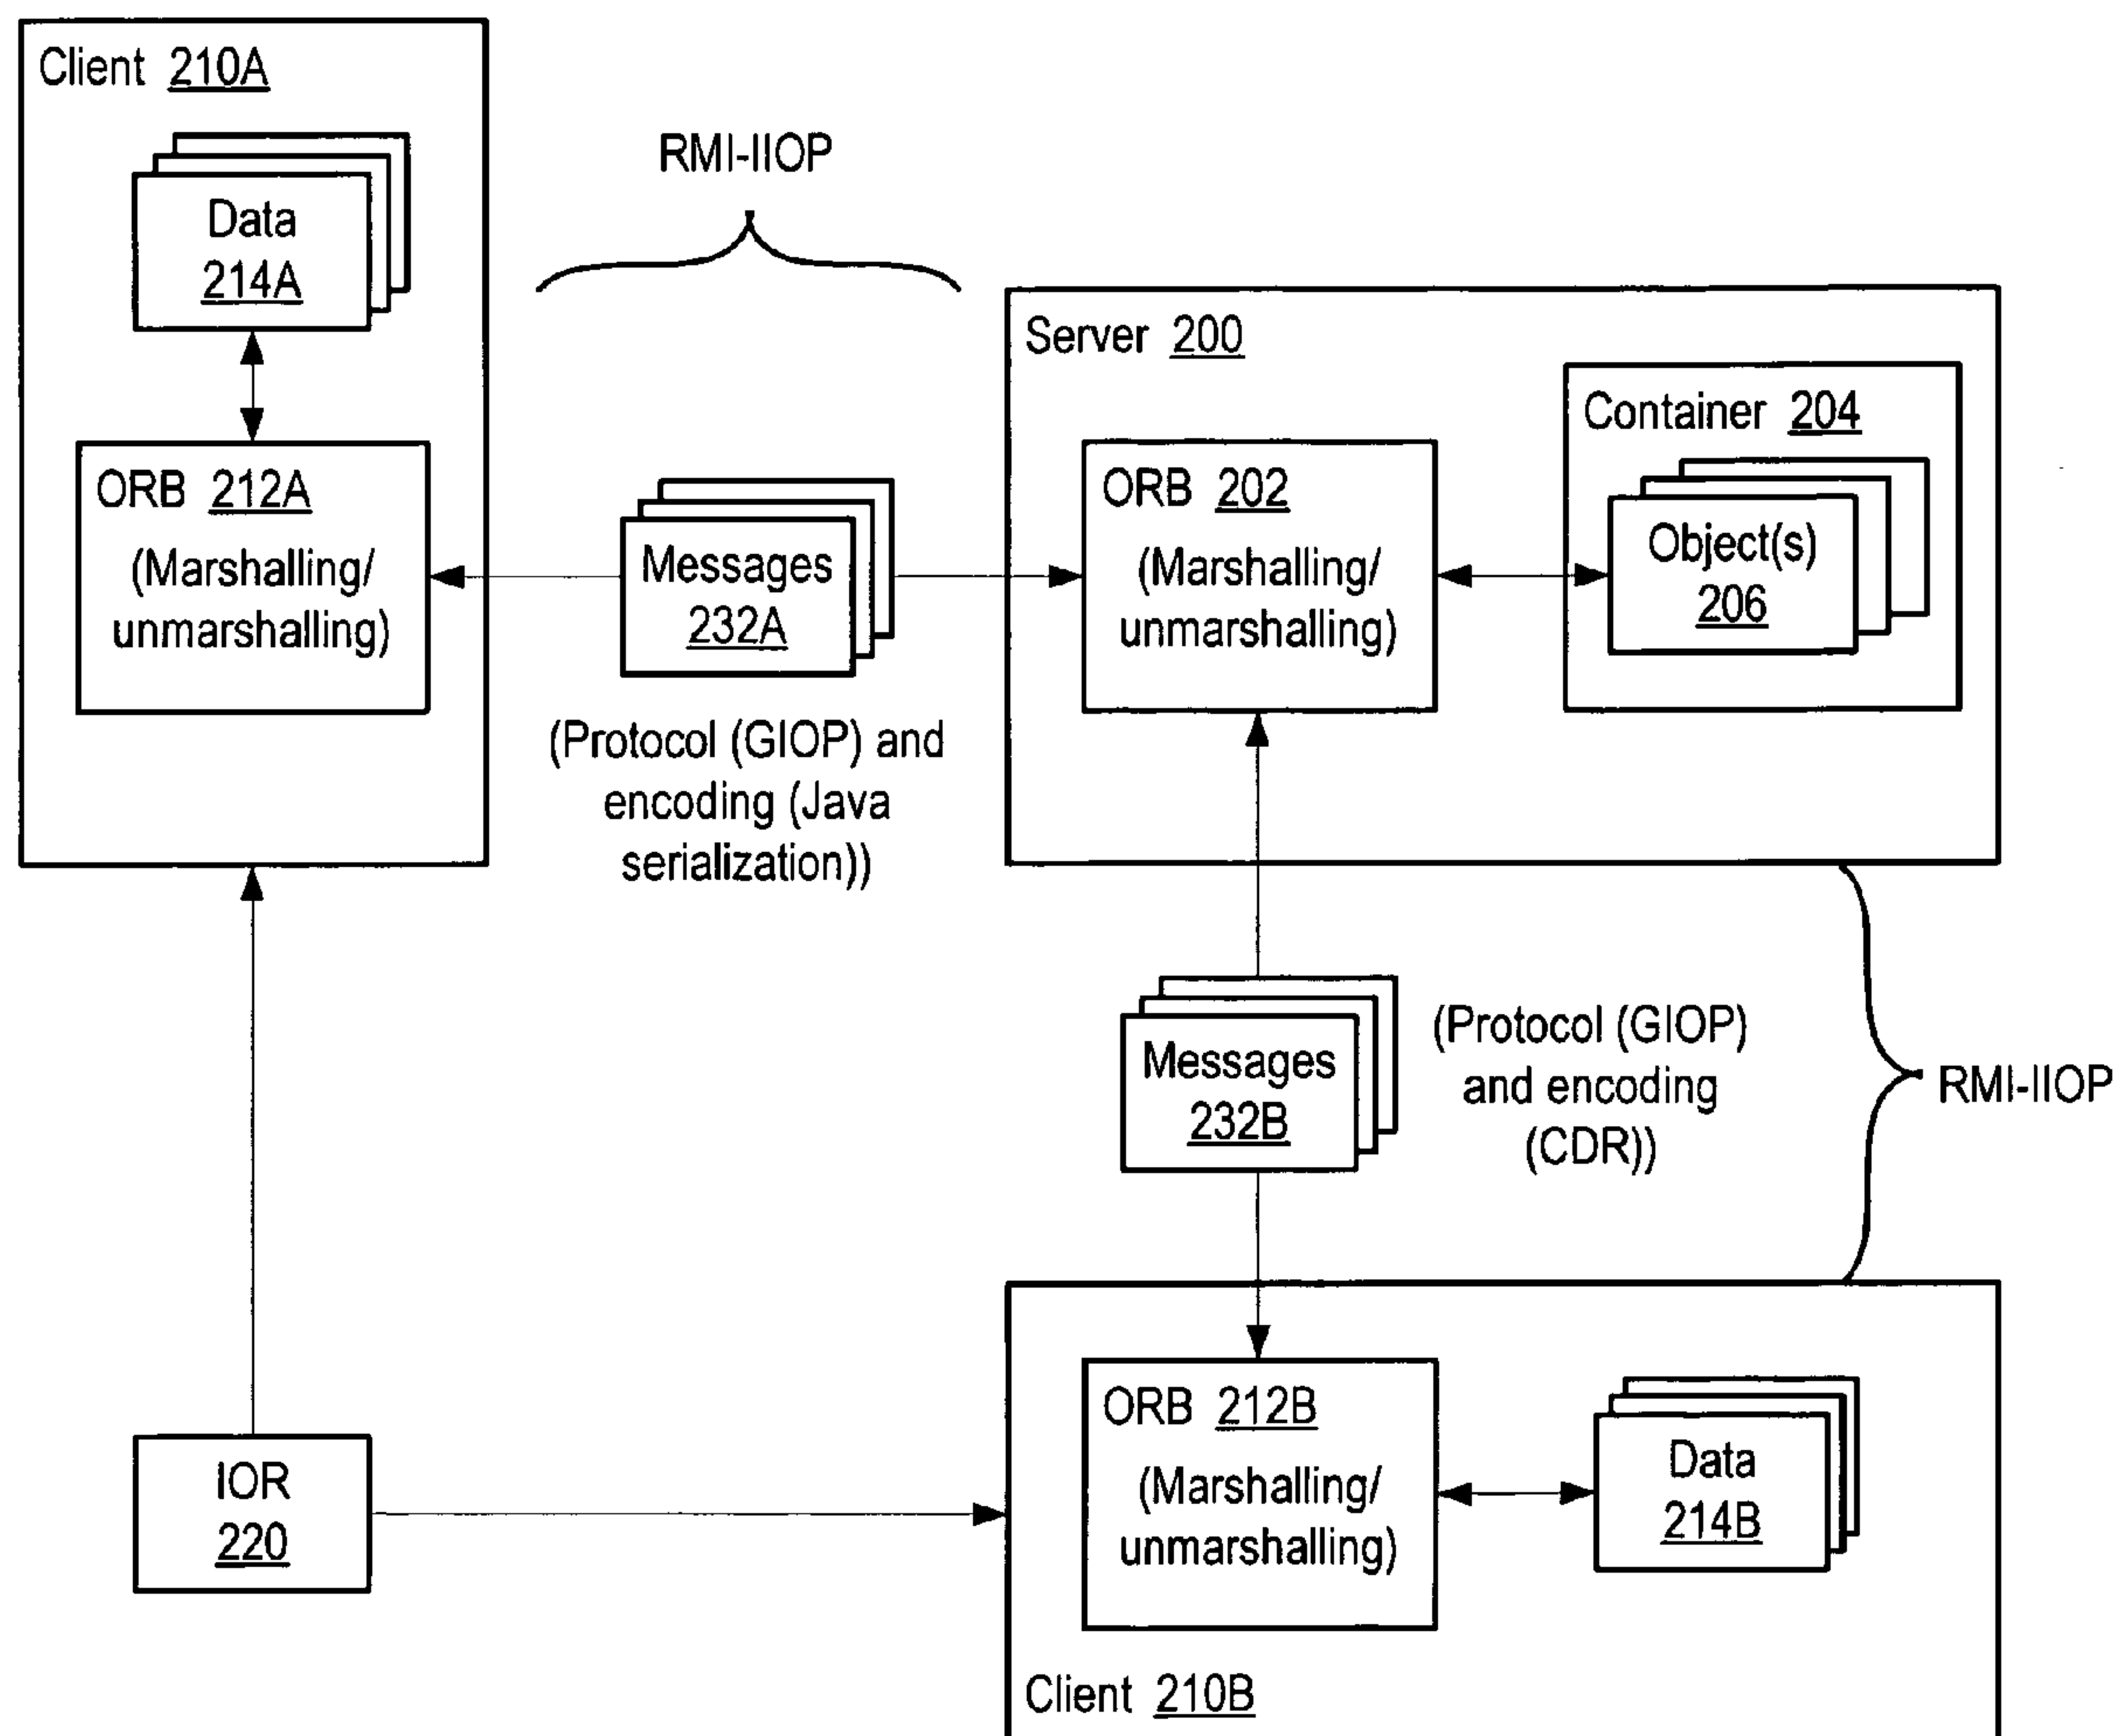 Client 210A
Data
214A
ORB 212A
(Marshalling/
unmarshalling)
RMI-IIOP
Messages
232A
(Protocol (GIOP) and
encoding (Java
serialization))
Server 200
ORB 202
(Marshalling/
unmarshalling)
Container 204
Object(s)
206
Messages
232B
(Protocol (GIOP)
and encoding
(CDR))
RMI-IIOP
IOR
220
ORB 212B
(Marshalling/
unmarshalling)
Data
214B
Client 210B